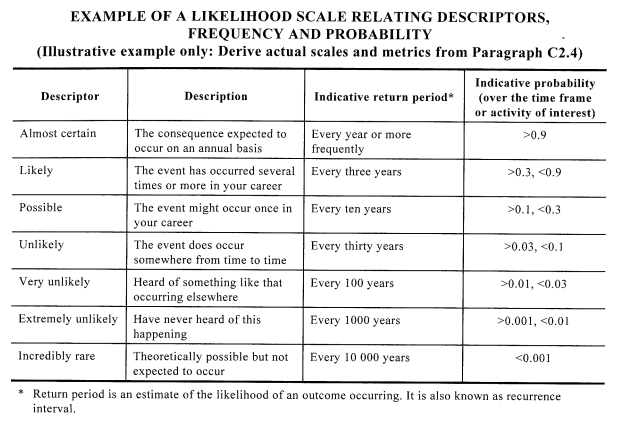 EXAMPLE OF A LIKELIHOOD SCALE RELATING DESCRIPTORS,
FREQUENCY AND PROBABILITY
(Illustrative example only: Derive actual scales and metrics from Paragraph C2.4)
Descriptor
Description
Indicative return period*
Indicative probability
(over the time frame
or activity of interest)
Almost certain
The consequence expected to
occur on an annual basis
Every year or more
frequently
>0.9
Likely
The event has occurred several
times or more in your career
Every three years
>0.3, <0.9
Possible
The event might occur once in
your career
Every ten years
>0.1, <0.3
Unlikely
The event does occur
somewhere from time to time
Every thirty years
>0.03, <0.1
Very unlikely
Heard of something like that
occurring elsewhere
Every 100 years
>0.01, <0.03
Extremely unlikely
Have never heard of this
happening
Every 1000 years
>0.001, <0.01
Incredibly rare
Theoretically possible but not
expected to occur
Every 10 000 years
<0.001
* Return period is an estimate of the likelihood of an outcome occurring. It is also known as recurrence
interval.